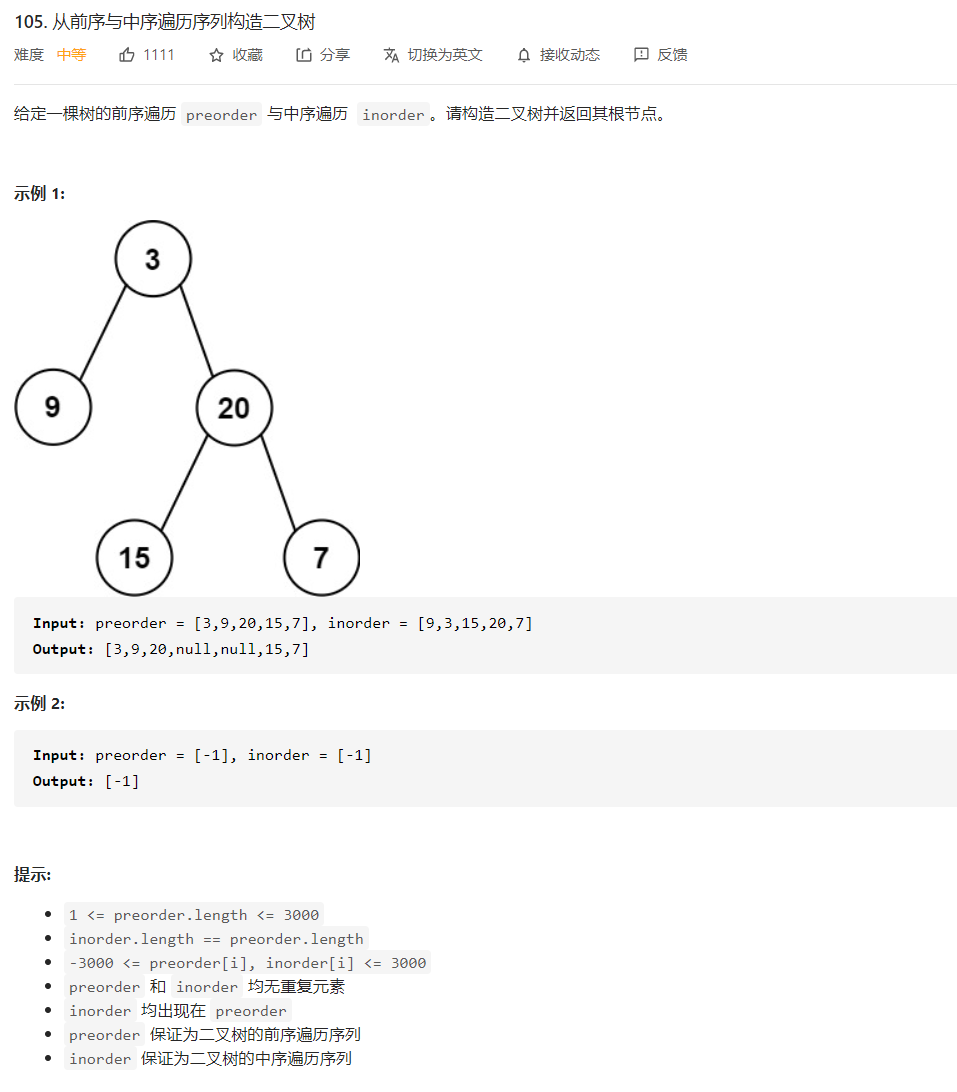 105. 从前序与中序遍历序列构造二叉树
难度 中等 1111 收藏 分享 切换为英文 接收动态 反馈
给定一棵树的前序遍历 preorder 与中序遍历 inorder。请构造二叉树并返回其根节点。
示例 1:
3
9 20
15 7
Input: preorder = [3,9,20,15,7], inorder = [9,3,15,20,7]
Output: [3,9,20,null,null,15,7]
示例 2:
Input: preorder = [-1], inorder = [-1]
Output: [-1]
提示:
1 <= preorder.length <= 3000
inorder.length == preorder.length
-3000 <= preorder[i], inorder[i] <= 3000
preorder 和 inorder 均无重复元素
inorder 均出现在 preorder
preorder 保证为二叉树的前序遍历序列
inorder 保证为二叉树的中序遍历序列